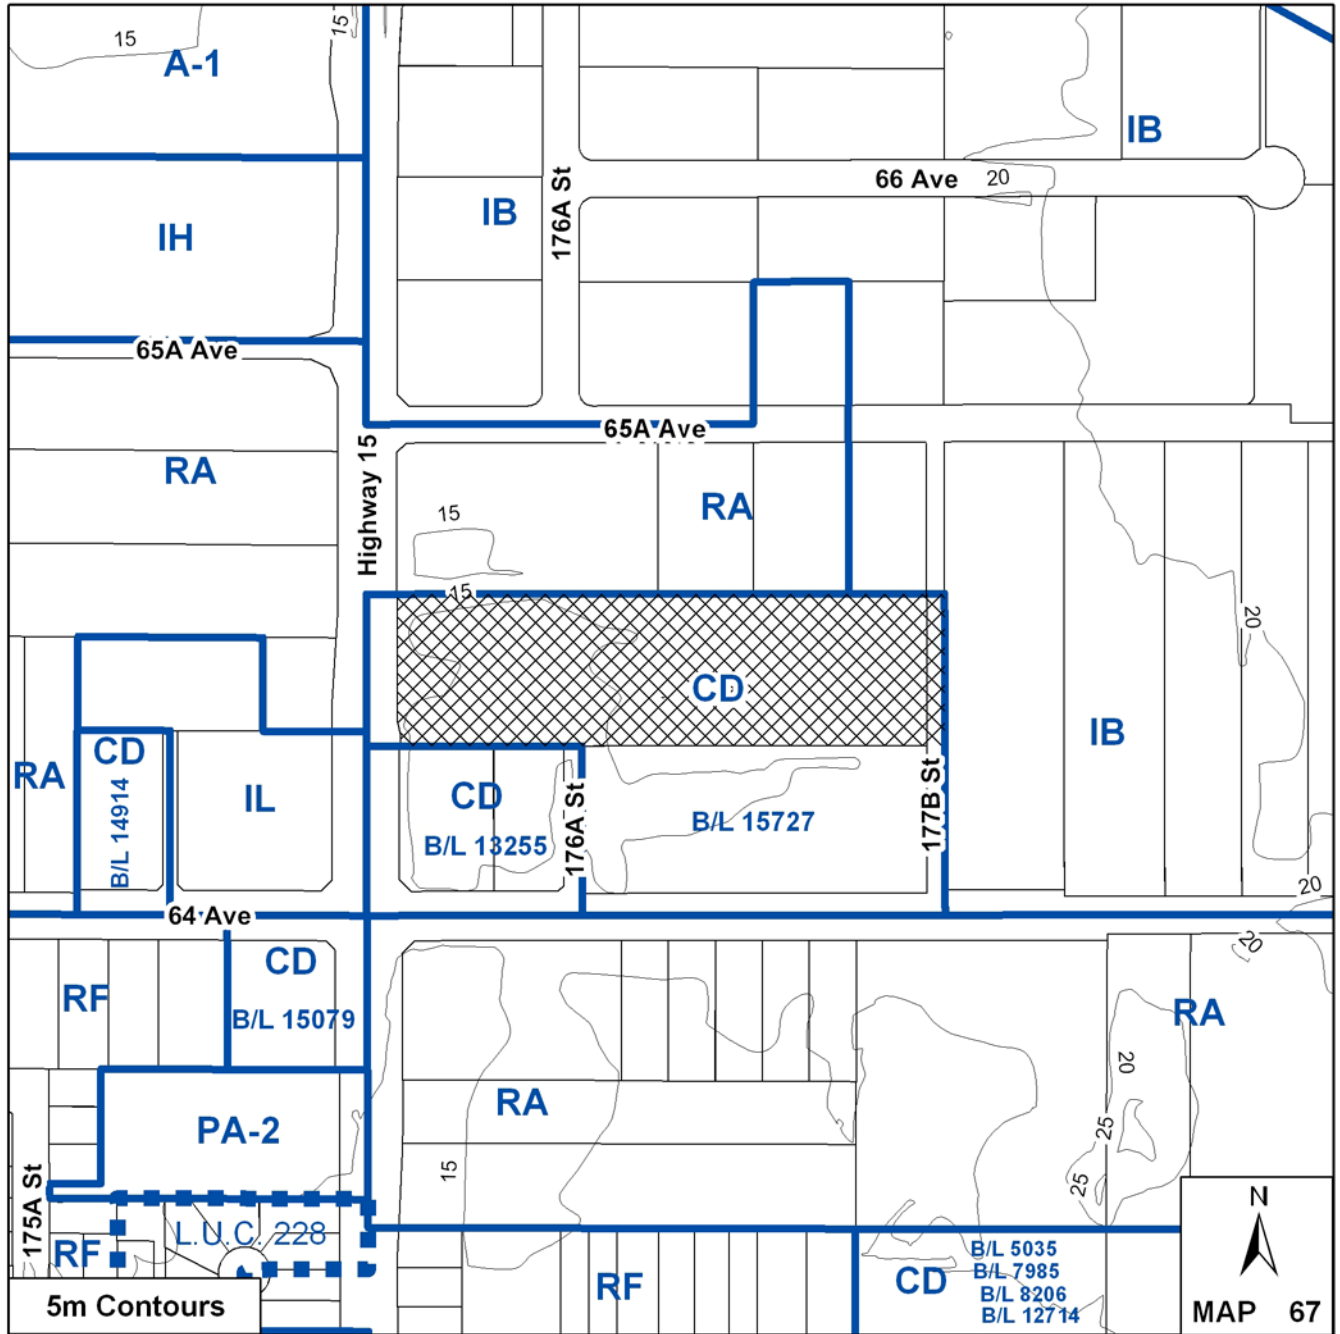 15
15
A-1
IB
66 Ave
20
176A St
IB
IH
65A Ave
65A Ave
Highway 15
RA
RA
15
15
20
CD
CD
RA
B/L 14914
IL
CD
B/L 13255
176A St
B/L 15727
177B St
IB
20
64 Ave
20
CD
RF
B/L 15079
RA
20
RA
PA-2
25
15
25
175A St
L.U.C. 228
RF
N
B/L 5035
B/L 7985
CD
RF
B/L 8206
B/L 12714
5m Contours
MAP 67